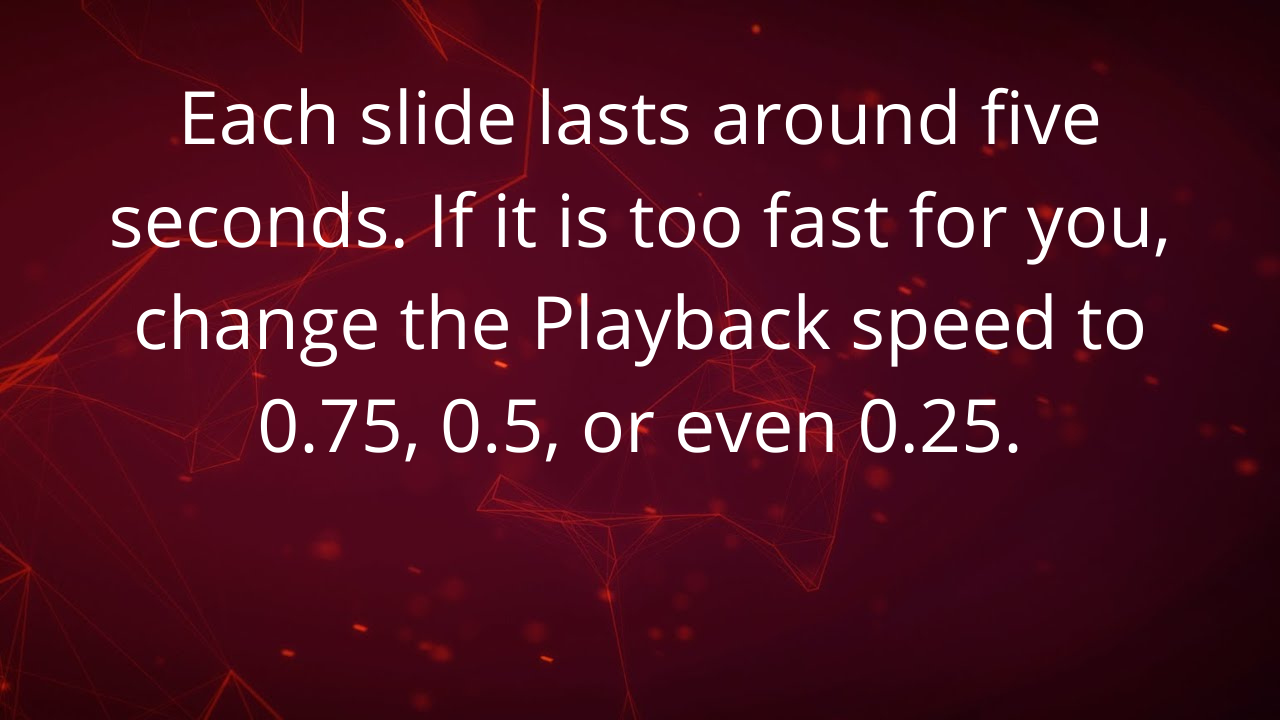 Each slide lasts around five
seconds. If it is too fast for you,
change the Playback speed to
0.75, 0.5, or even 0.25.